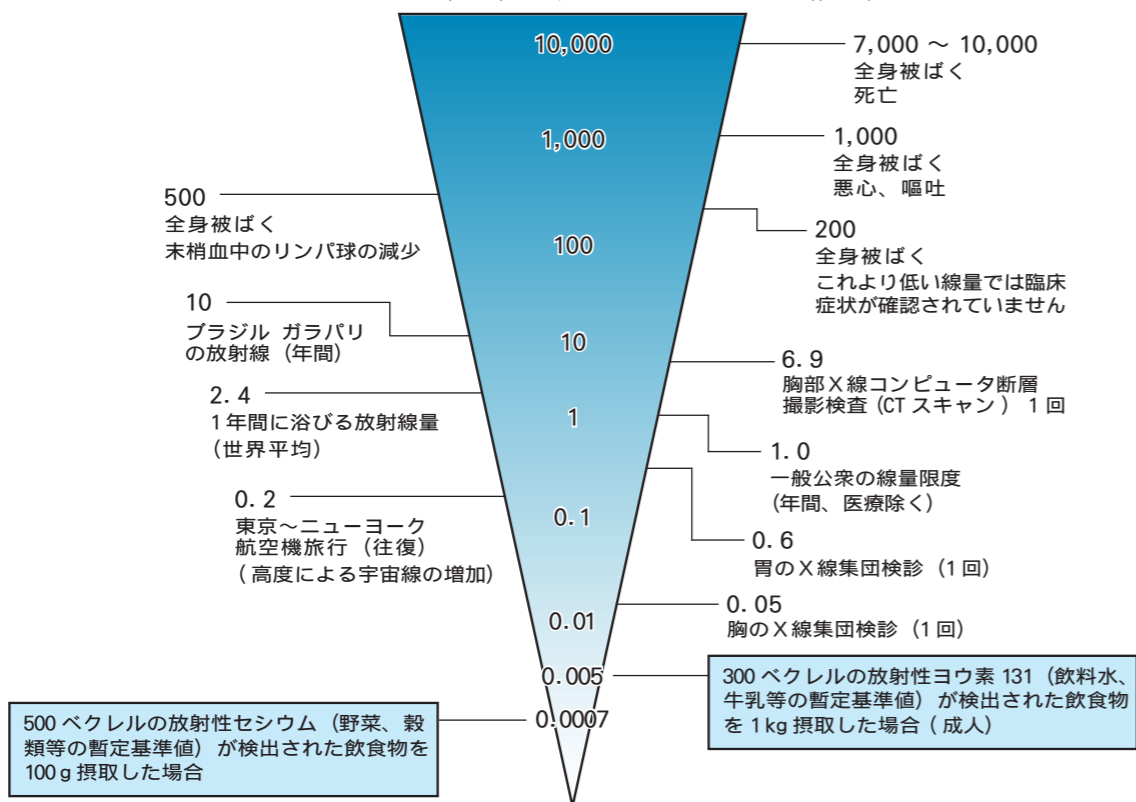 10,000
1,000
100
10
1
0.1
0.01
0.005
0.0007
7,000 ～ 10,000
全身被ばく
死亡
1,000
全身被ばく
悪心、嘔吐
500
全身被ばく
末梢血中のリンパ球の減少
200
全身被ばく
これより低い線量では臨床
症状が確認されていません
10
ブラジル ガラパリ
の放射線（年間）
6.9
胸部Ｘ線コンピュータ断層
撮影検査（CT スキャン）１回
2.4
１年間に浴びる放射線量
（世界平均）
1.0
一般公衆の線量限度
（年間、医療除く）
0.2
東京～ニューヨーク
航空機旅行（往復）
（高度による宇宙線の増加）
0.6
胃のＸ線集団検診（１回）
0.05
胸のＸ線集団検診（１回）
300 ベクレルの放射性ヨウ素 131（飲料水、
牛乳等の暫定基準値）が検出された飲食物
を 1kg 摂取した場合（成人）
500 ベクレルの放射性セシウム（野菜、穀
類等の暫定基準値）が検出された飲食物を
100g 摂取した場合